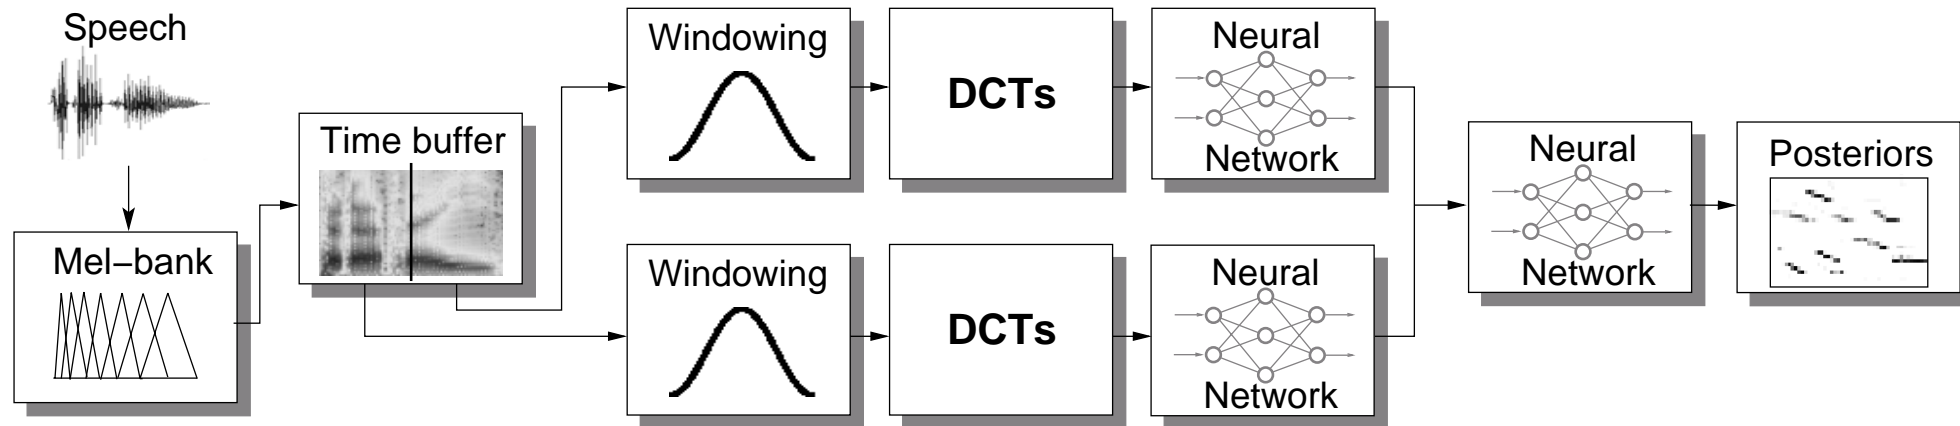 Speech
Mel−bank
Time buffer
Windowing
DCTs
Neural
Network
Windowing
DCTs
Neural
Network
Neural
Network
Posteriors